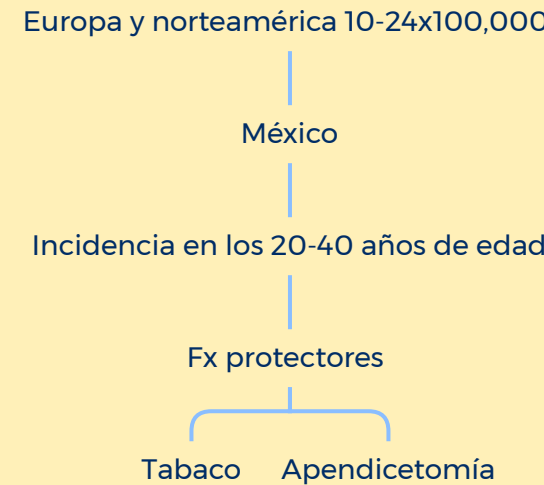 Europa y norteamérica 10-24x100,000
México
Incidencia en los 20-40 años de edad
Fx protectores
Tabaco Apendicetomía